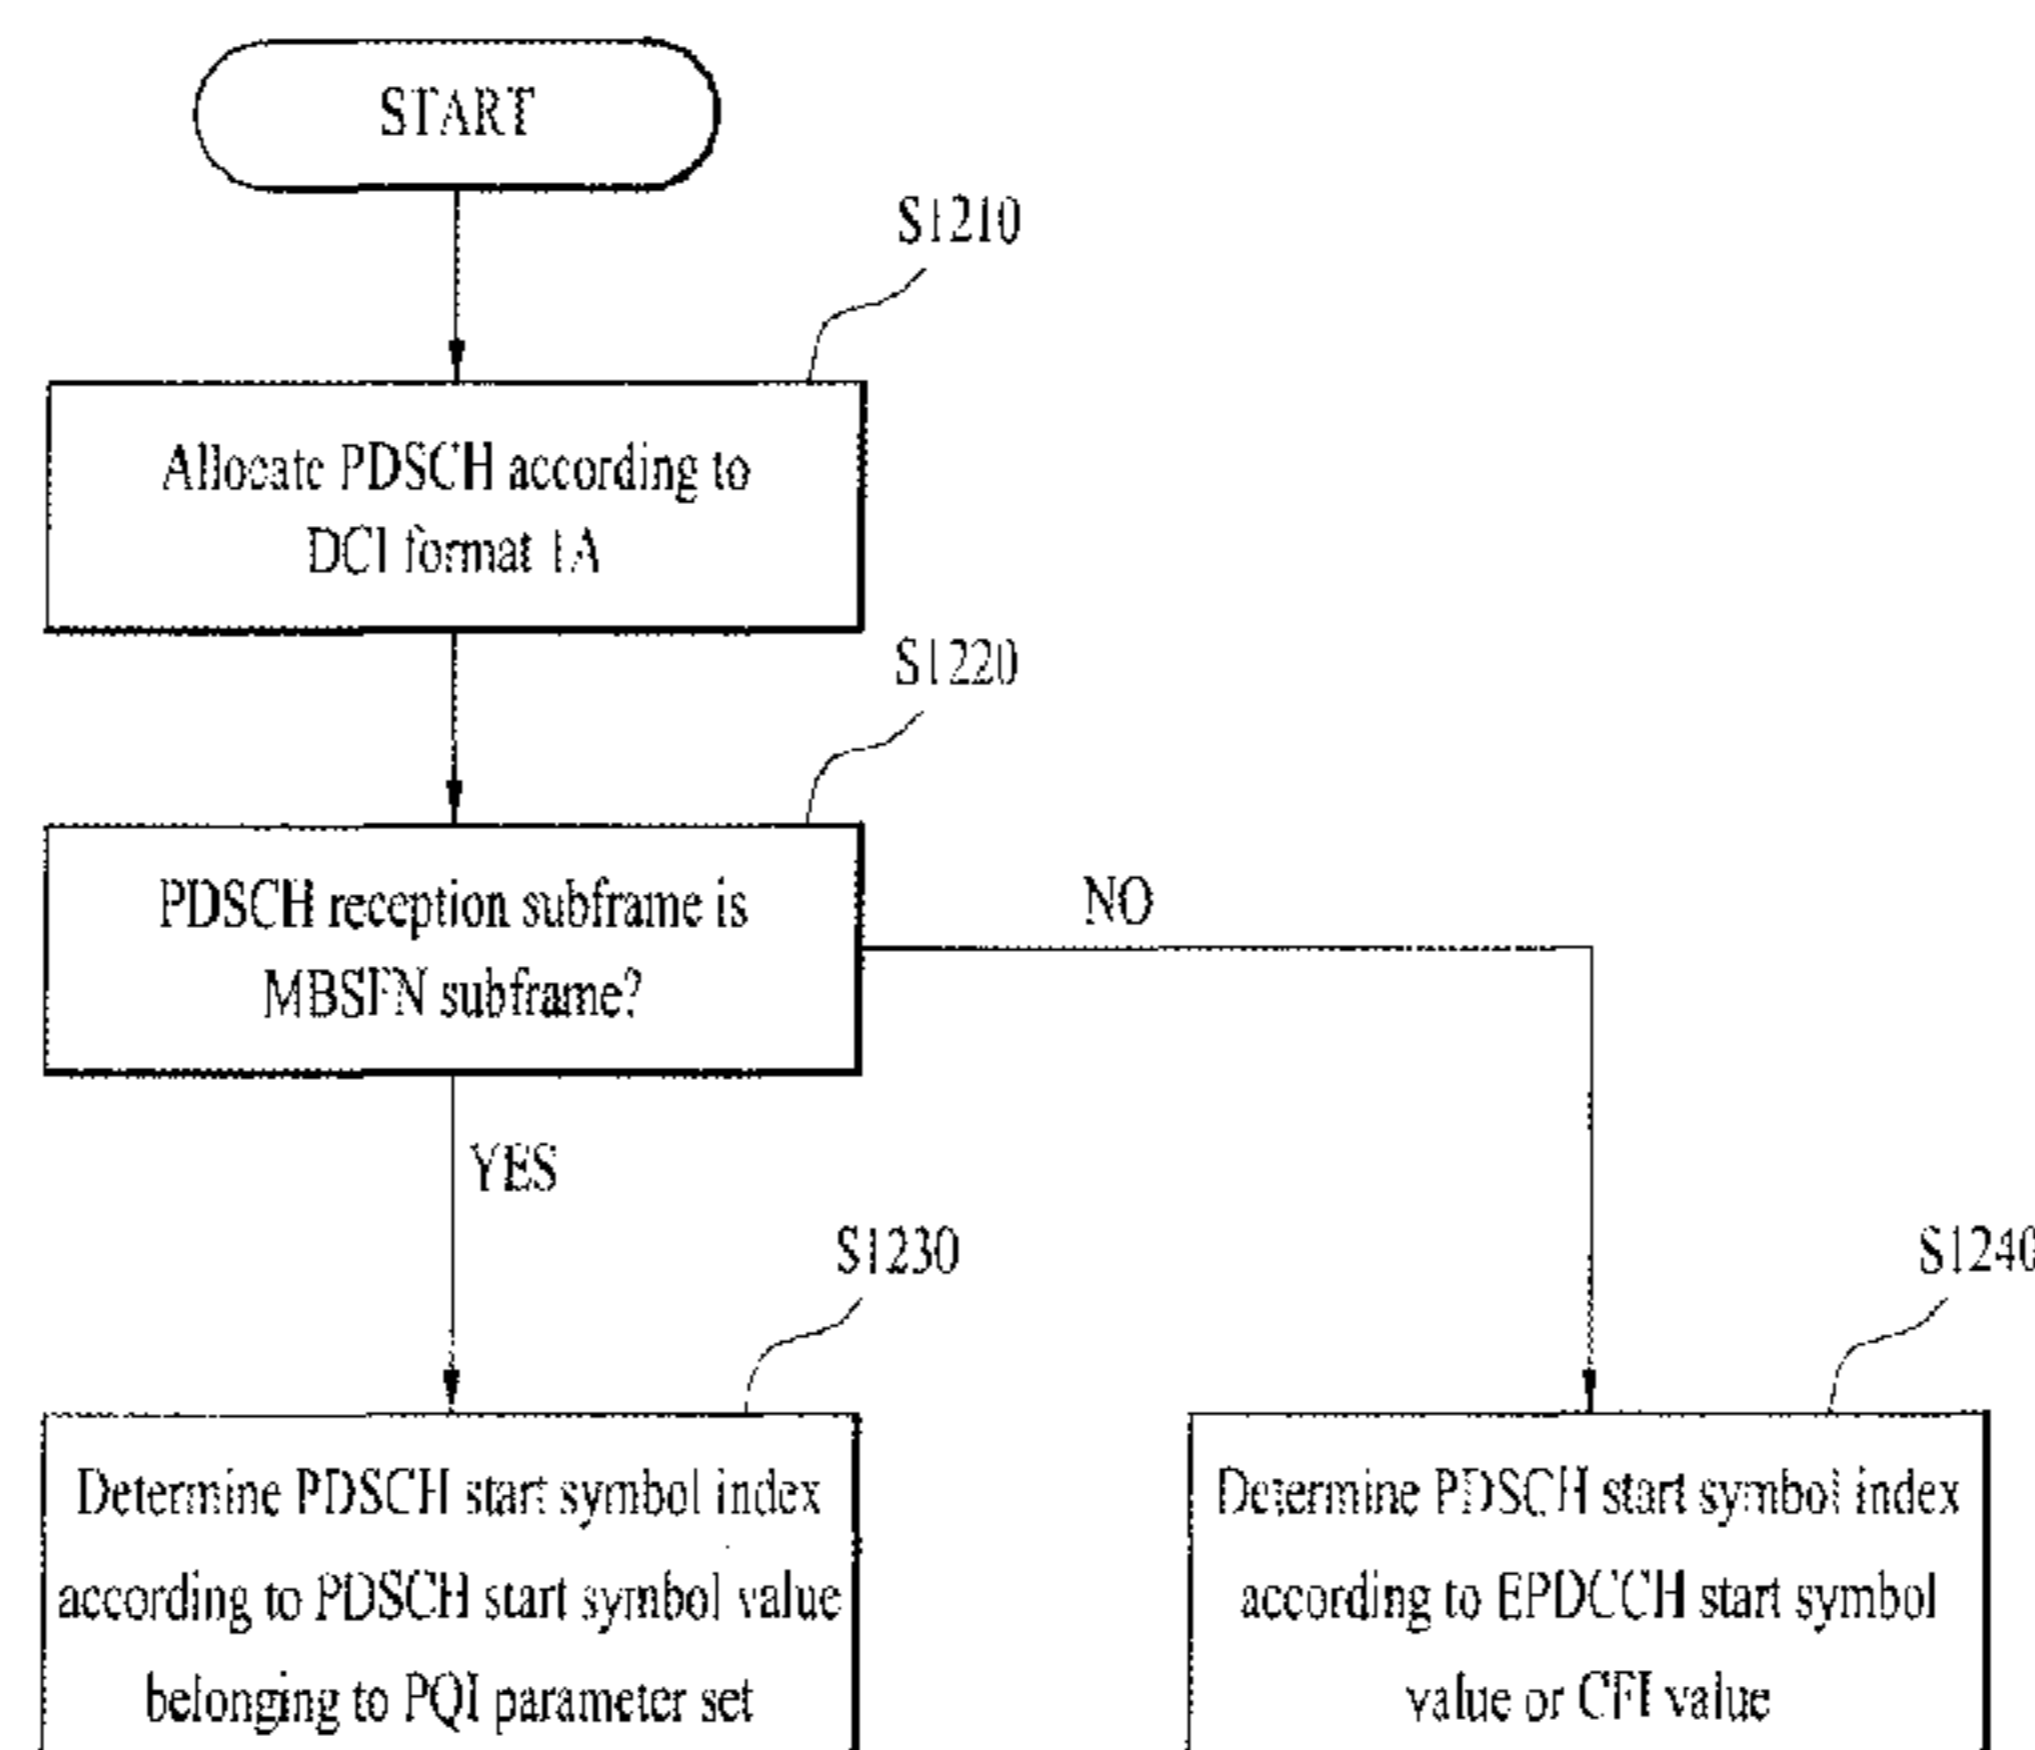 START
S1210
Allocate PDSCH according to
DCI format 1A
S1220
PDSCH reception subframe is
MBSFN subframe?
NO
YES
S1230
S1240
Determine PDSCH start symbol index
according to PDSCH start symbol value
belonging to PQI parameter set
Determine PDSCH start symbol index
according to EPDCCH start symbol
value or CFI value